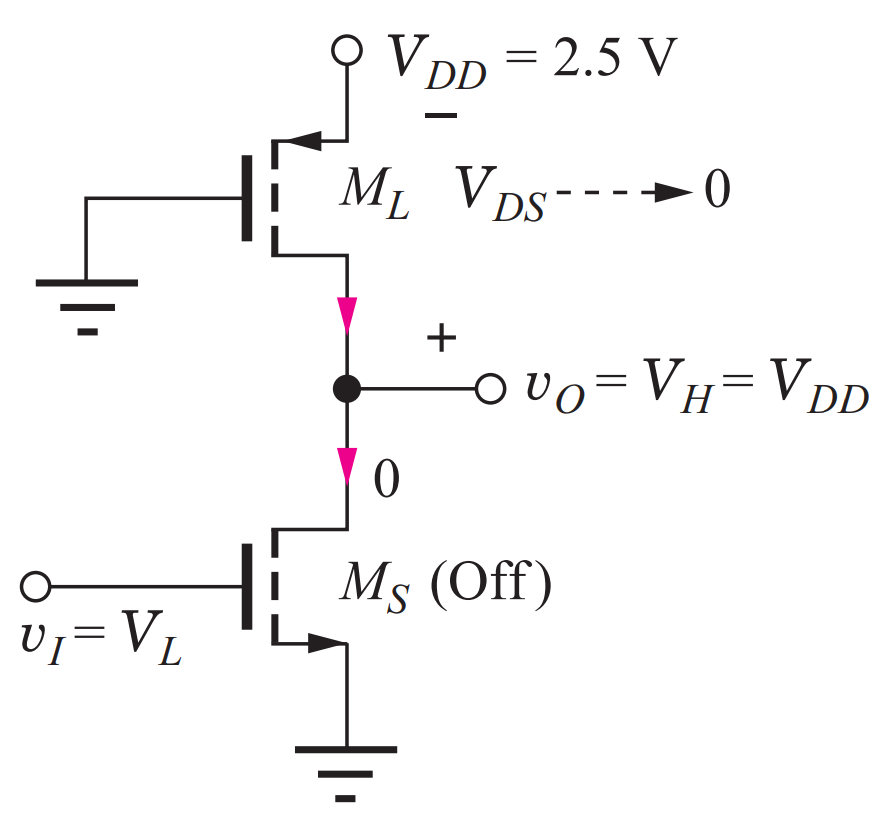 V_DD = 2.5 V
−
M_L V_DS 0
+
v_O = V_H = V_DD
0
M_S (Off)
v_I = V_L